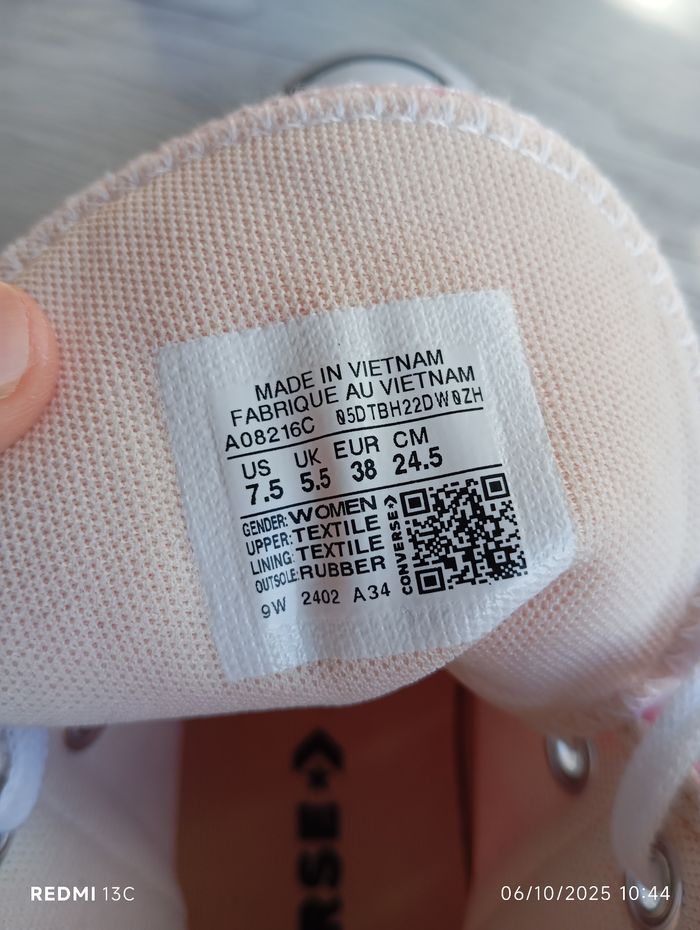 MADE IN VIETNAM
FABRIQUE AU VIETNAM
A08216C 05DTBH22DW0ZH
US UK EUR CM
7.5 5.5 38 24.5
GENDER: WOMEN
UPPER: TEXTILE
LINING: TEXTILE
OUTSOLE: RUBBER
CONVERSE
9W 2402 A34
RSE
REDMI 13C
06/10/2025 10:44